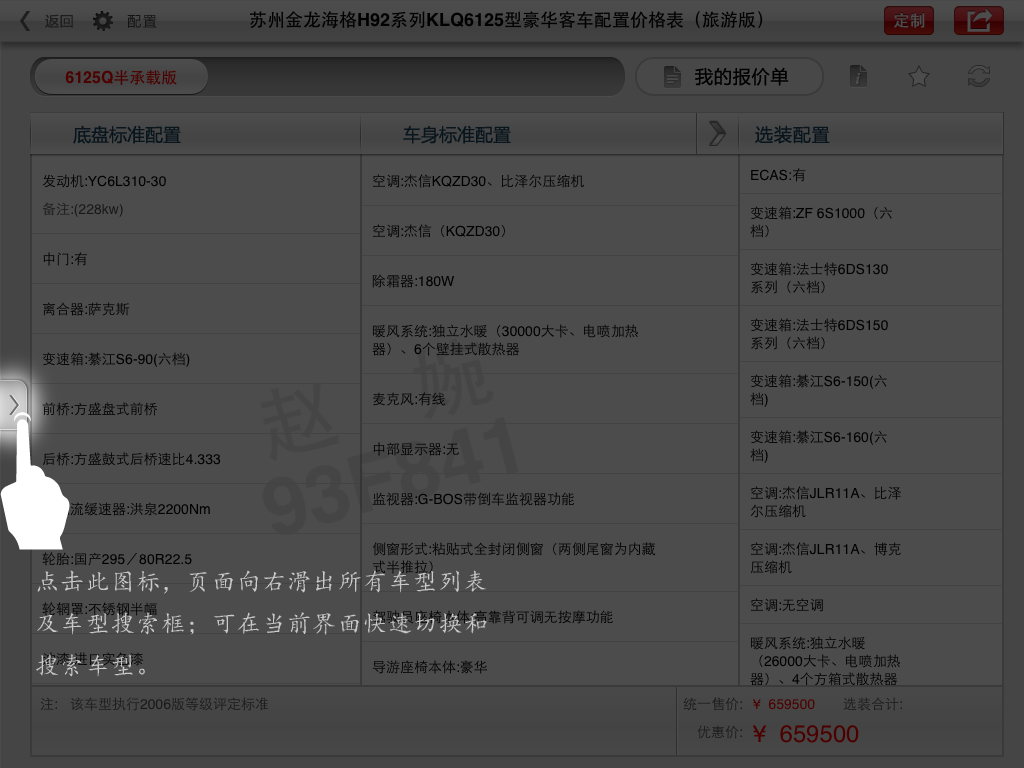 返回
配置
苏州金龙海格H92系列KLQ6125型豪华客车配置价格表（旅游版）
定制
6125Q半承载版
我的报价单
底盘标准配置
车身标准配置
选装配置
发动机:YC6L310-30
备注:(228kw)
中门:有
离合器:萨克斯
变速箱:綦江S6-90(六档)
前桥:方盛盘式前桥
后桥:方盛鼓式后桥速比4.333
流缓速器:洪泉2200Nm
轮胎:国产295／80R22.5
轮辋罩:不锈钢半幅
空调:杰信KQZD30、比泽尔压缩机
空调:杰信（KQZD30）
除霜器:180W
暖风系统:独立水暖（30000大卡、电喷加热
器）、6个壁挂式散热器
麦克风:有线
中部显示器:无
监视器:G-BOS带倒车监视器功能
侧窗形式:粘贴式全封闭侧窗（两侧尾窗为内藏
式半推拉）
驾驶员座椅本体:高靠背可调无按摩功能
导游座椅本体:豪华
ECAS:有
变速箱:ZF 6S1000（六
档）
变速箱:法士特6DS130
系列（六档）
变速箱:法士特6DS150
系列（六档）
变速箱:綦江S6-150(六
档)
变速箱:綦江S6-160(六
档)
空调:杰信JLR11A、比泽
尔压缩机
空调:杰信JLR11A、博克
压缩机
空调:无空调
暖风系统:独立水暖
（26000大卡、电喷加热
器）、4个方箱式散热器
赵 婉
93F841
点击此图标，页面向右滑出所有车型列表
及车型搜索框；可在当前界面快速切换和
搜索车型。
注: 该车型执行2006版等级评定标准
统一售价: ￥ 659500 选装合计:
优惠价: ￥ 659500